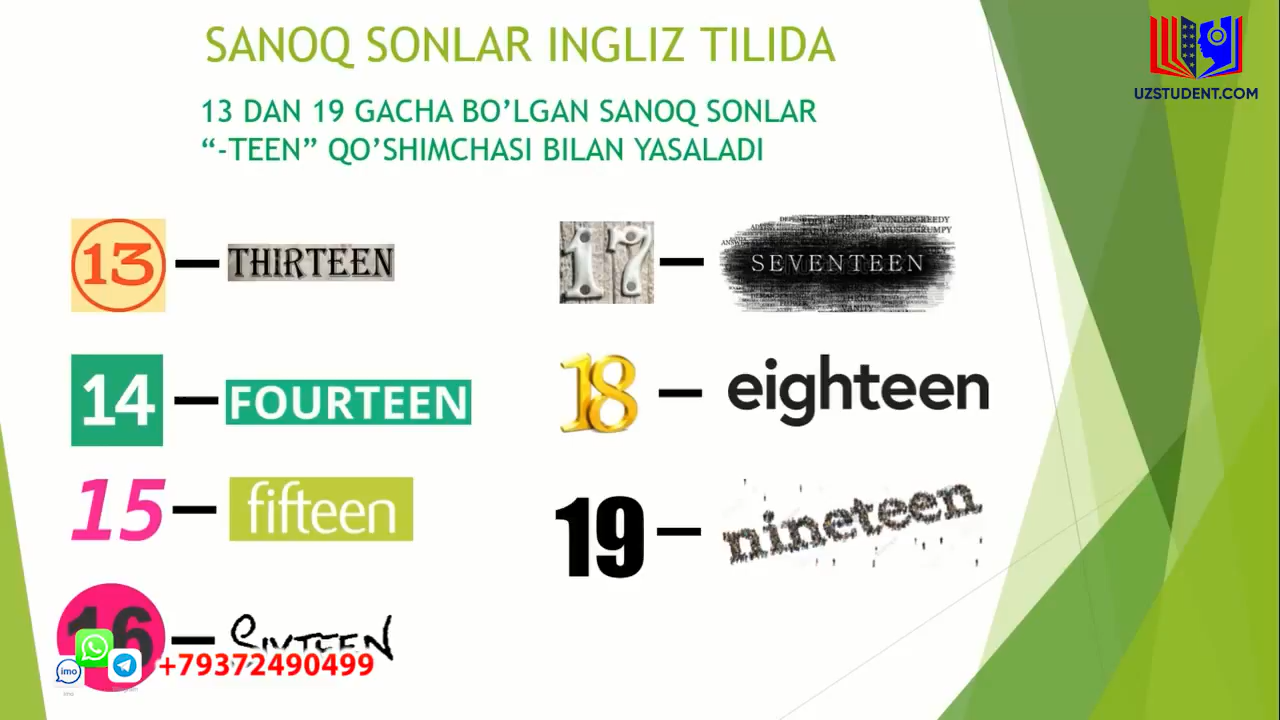 SANOQ SONLAR INGLIZ TILIDA
UZSTUDENT.COM
13 DAN 19 GACHA BO’LGAN SANOQ SONLAR
“-TEEN” QO’SHIMCHASI BILAN YASALADI
13 — THIRTEEN
17 — SEVENTEEN
14 — FOURTEEN
18 — eighteen
15 — fifteen
19 — nineteen
16 — SIXTEEN
imo
+79372490499